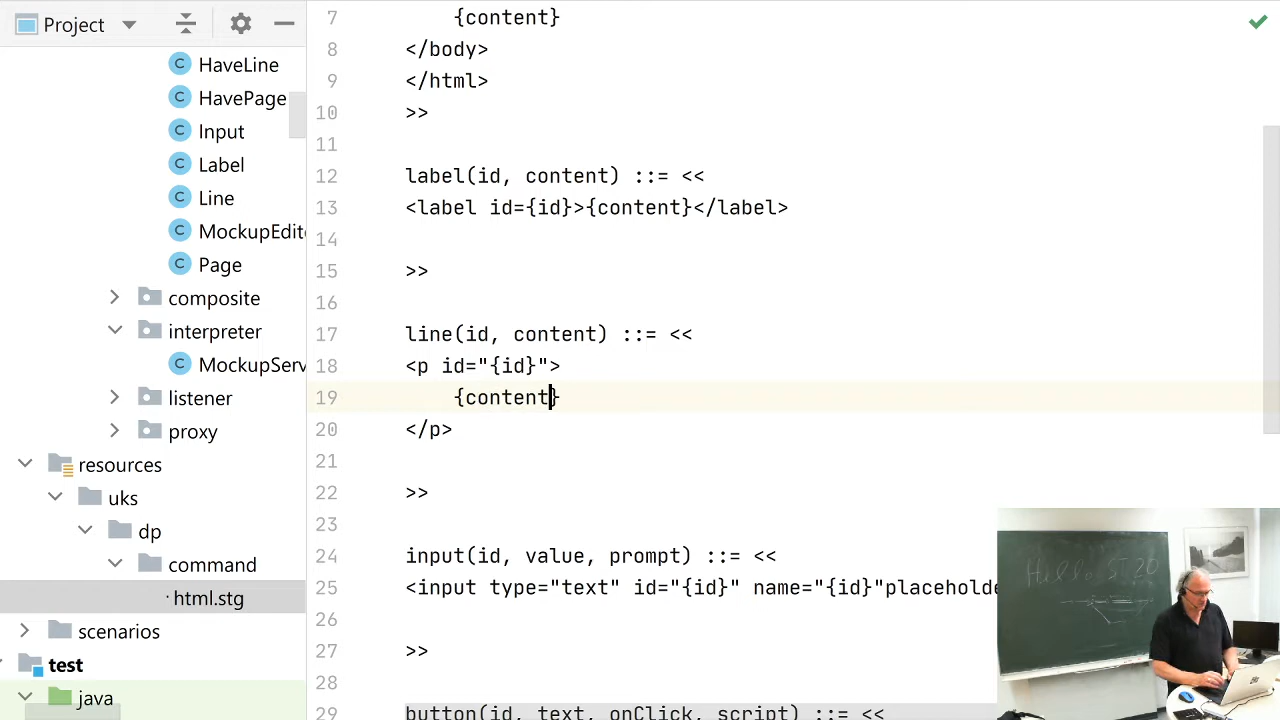 Project
HaveLine
HavePage
Input
Label
Line
MockupEdit
Page
composite
interpreter
MockupServ
listener
proxy
resources
uks
dp
command
html.stg
scenarios
test
java
7 {content}
8 </body>
9 </html>
10 >>
11
12 label(id, content) ::= <<
13 <label id={id}>{content}</label>
14
15 >>
16
17 line(id, content) ::= <<
18 <p id="{id}">
19 {content}
20 </p>
21
22 >>
23
24 input(id, value, prompt) ::= <<
25 <input type="text" id="{id}" name="{id}"placeholde
26
27 >>
28
29 button(id, text, onClick, script) ::= <<
Hello ST 20